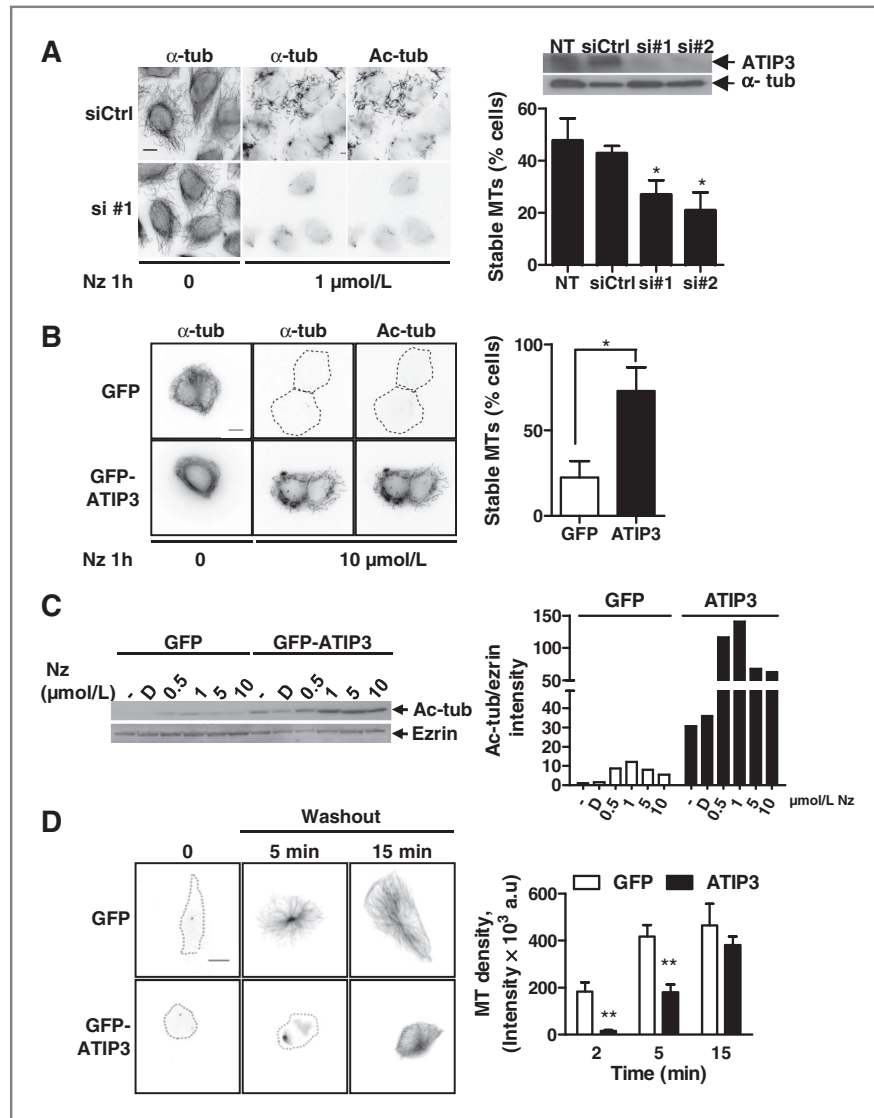 A
α-tub α-tub Ac-tub
siCtrl
si #1
Nz 1h 0 1 µmol/L
NT siCtrl si#1 si#2
ATIP3
α- tub
Stable MTs (% cells)
60
40
20
0
* *
NT siCtrl si#1 si#2
B
α-tub α-tub Ac-tub
GFP
GFP-
ATIP3
Nz 1h 0 10 µmol/L
Stable MTs (% cells)
100
50
0
*
GFP ATIP3
C
GFP GFP-ATIP3
Nz
(µmol/L) - D 0.5 1 5 10 - D 0.5 1 5 10
Ac-tub
Ezrin
GFP ATIP3
Ac-tub/ezrin
intensity
150
100
50
50
40
30
20
10
0
- D 0.5 1 5 10 - D 0.5 1 5 10 µmol/L Nz
D
Washout
0 5 min 15 min
GFP
GFP-
ATIP3
GFP ATIP3
MT density,
(Intensity × 10³ a.u)
600
400
200
0
** **
2 5 15
Time (min)